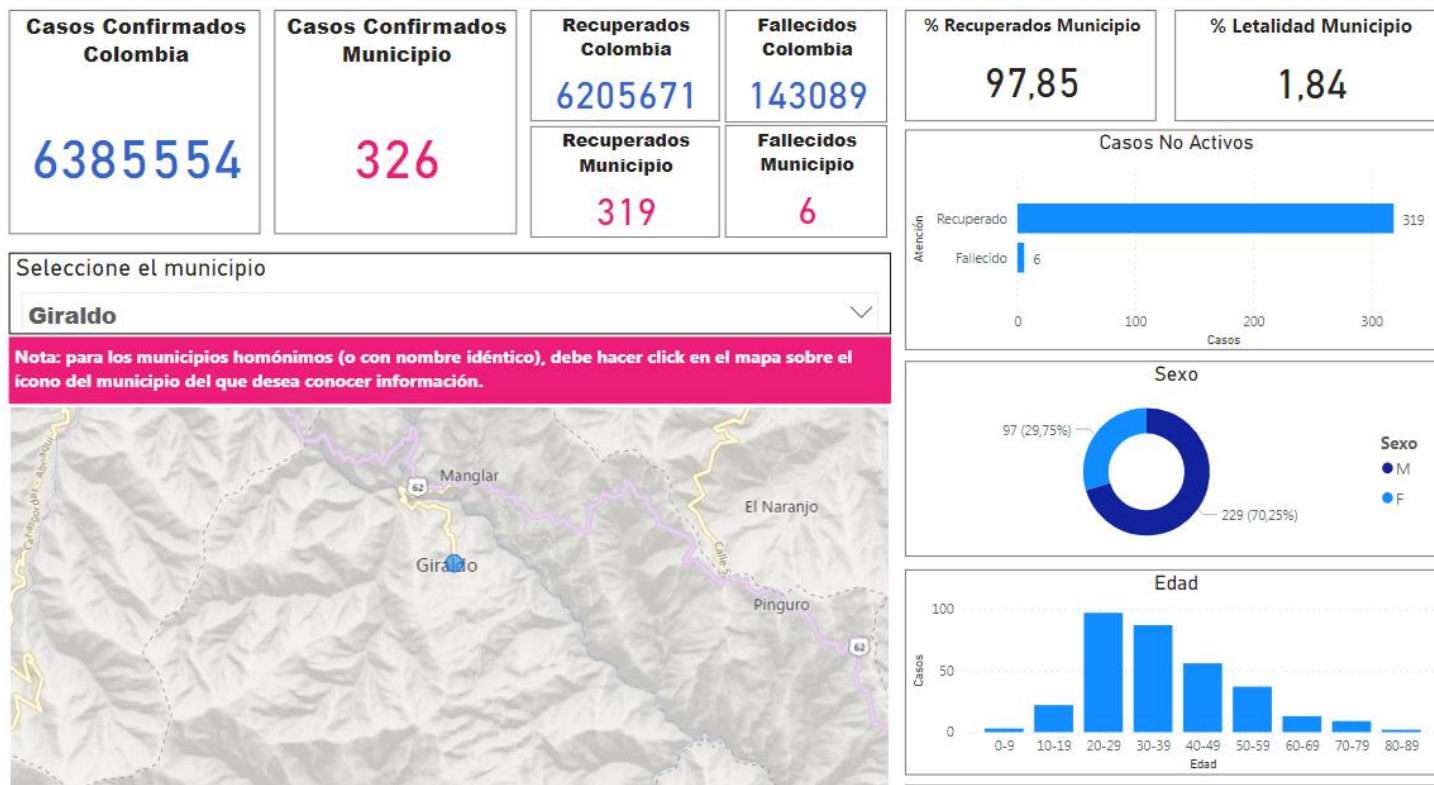 Casos Confirmados
Colombia
6385554
Casos Confirmados
Municipio
326
Recuperados
Colombia
6205671
Fallecidos
Colombia
143089
Recuperados
Municipio
319
Fallecidos
Municipio
6
% Recuperados Municipio
97,85
% Letalidad Municipio
1,84
Seleccione el municipio
Giraldo
Nota: para los municipios homónimos (o con nombre idéntico), debe hacer click en el mapa sobre el
ícono del municipio del que desea conocer información.
Manglar
62
El Naranjo
Giraldo
Calle 5
Pinguro
62
Casos No Activos
Atención
Recuperado
319
Fallecido
6
0
100
200
300
Casos
Sexo
97 (29,75%)
229 (70,25%)
Sexo
M
F
Edad
Casos
100
50
0
0-9
10-19
20-29
30-39
40-49
50-59
60-69
70-79
80-89
Edad